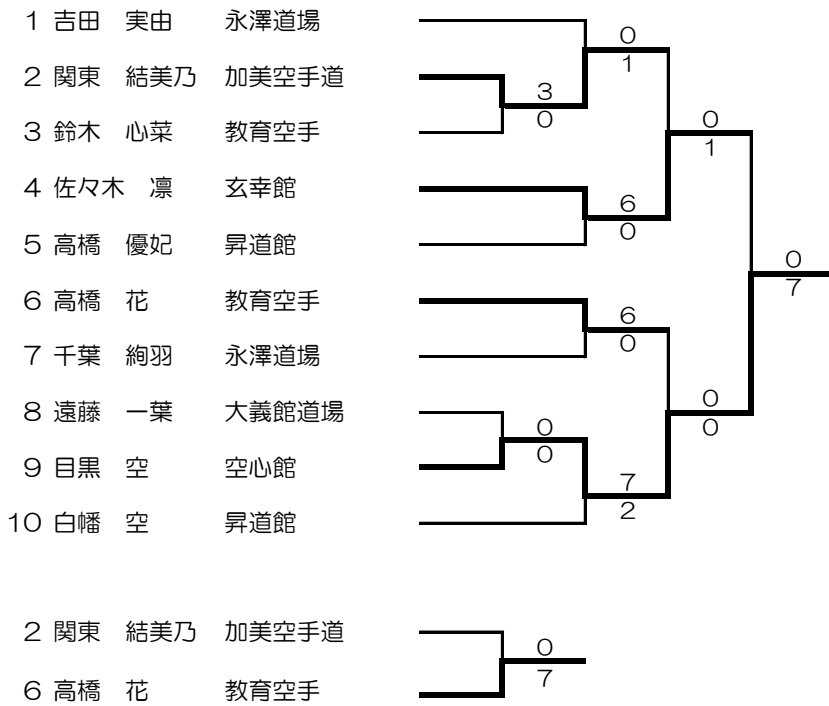 1 吉田 実由 永澤道場
0
1
2 関東 結美乃 加美空手道
3
0
3 鈴木 心菜 教育空手
0
1
4 佐々木 凛 玄幸館
6
0
5 高橋 優妃 昇道館
0
7
6 高橋 花 教育空手
6
0
7 千葉 絢羽 永澤道場
8 遠藤 一葉 大義館道場
0
0
0
0
9 目黒 空 空心館
7
2
10 白幡 空 昇道館
2 関東 結美乃 加美空手道
0
7
6 高橋 花 教育空手